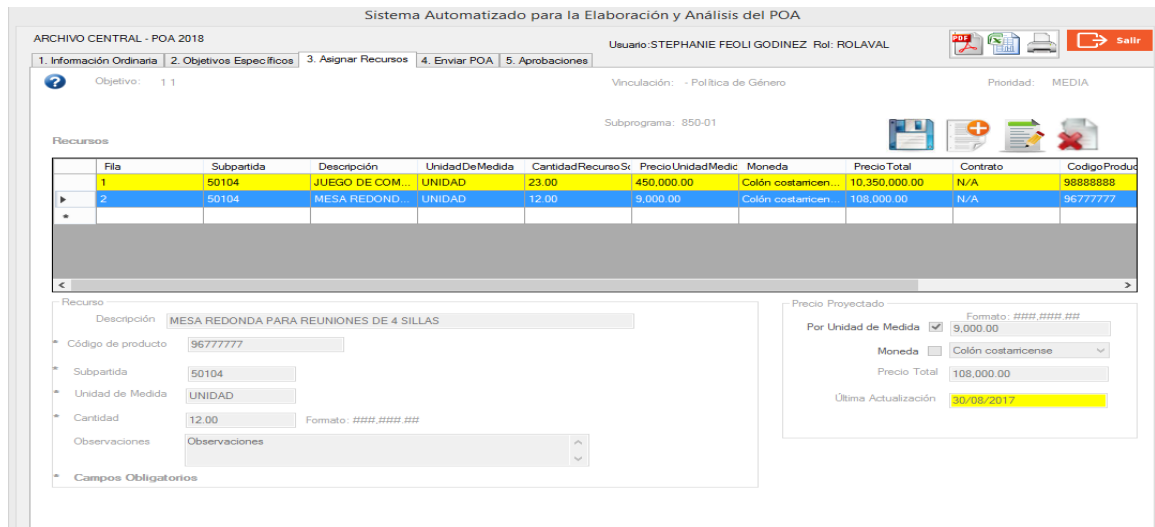 Sistema Automatizado para la Elaboración y Análisis del POA
ARCHIVO CENTRAL - POA 2018
Usuario:STEPHANIE FEOLI GODINEZ Rol: ROLAVAL
PDF
Salir
1. Información Ordinaria 2. Objetivos Específicos 3. Asignar Recursos 4. Enviar POA 5. Aprobaciones
Objetivo: 1 1 Vinculación: - Política de Género Prioridad: MEDIA
Subprograma: 850-01
Recursos
Fila Subpartida Descripción UnidadDeMedida CantidadRecursoSc PrecioUnidadMedic Moneda PrecioTotal Contrato CodigoProduc
1 50104 JUEGO DE COM... UNIDAD 23.00 450,000.00 Colón costarricen... 10,350,000.00 N/A 98888888
2 50104 MESA REDOND... UNIDAD 12.00 9,000.00 Colón costarricen... 108,000.00 N/A 96777777
Recurso
Descripción MESA REDONDA PARA REUNIONES DE 4 SILLAS
* Código de producto 96777777
* Subpartida 50104
* Unidad de Medida UNIDAD
* Cantidad 12.00 Formato: ###,###.##
Observaciones Observaciones
* Campos Obligatorios
Precio Proyectado
Formato: ###,###.##
Por Unidad de Medida 9,000.00
Moneda Colón costarricense
Precio Total 108,000.00
Última Actualización 30/08/2017